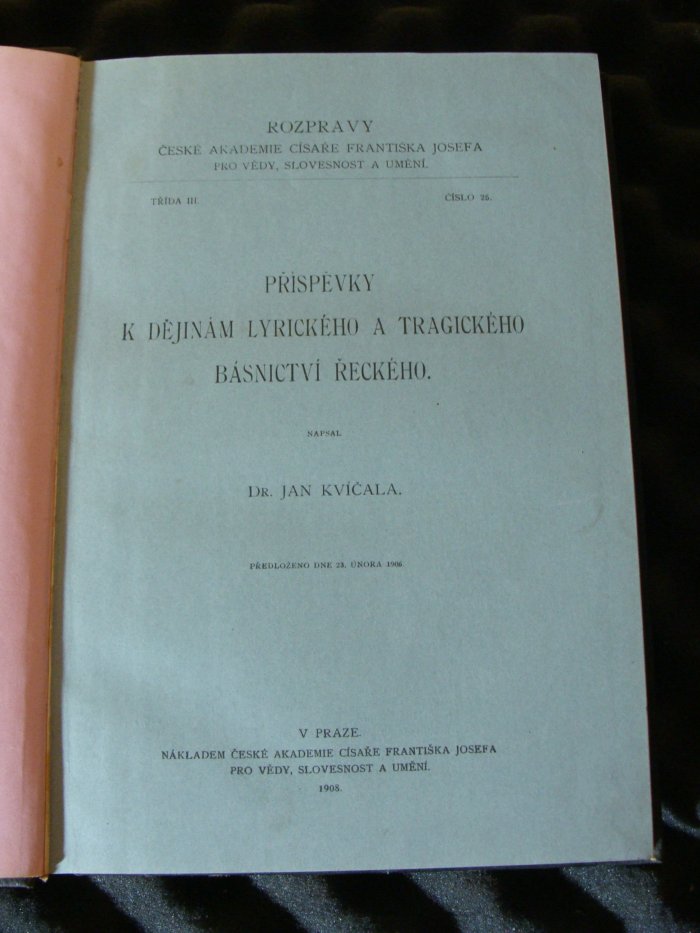 ROZPRAVY
ČESKÉ AKADEMIE CÍSAŘE FRANTIŠKA JOSEFA
PRO VĚDY, SLOVESNOST A UMĚNÍ.
TŘÍDA III. ČÍSLO 26.
PŘÍSPĚVKY
K DĚJINÁM LYRICKÉHO A TRAGICKÉHO
BÁSNICTVÍ ŘECKÉHO.
NAPSAL
DR. JAN KVÍČALA.
PŘEDLOŽENO DNE 23. ÚNORA 1906
V PRAZE.
NÁKLADEM ČESKÉ AKADEMIE CÍSAŘE FRANTIŠKA JOSEFA
PRO VĚDY, SLOVESNOST A UMĚNÍ.
1908.